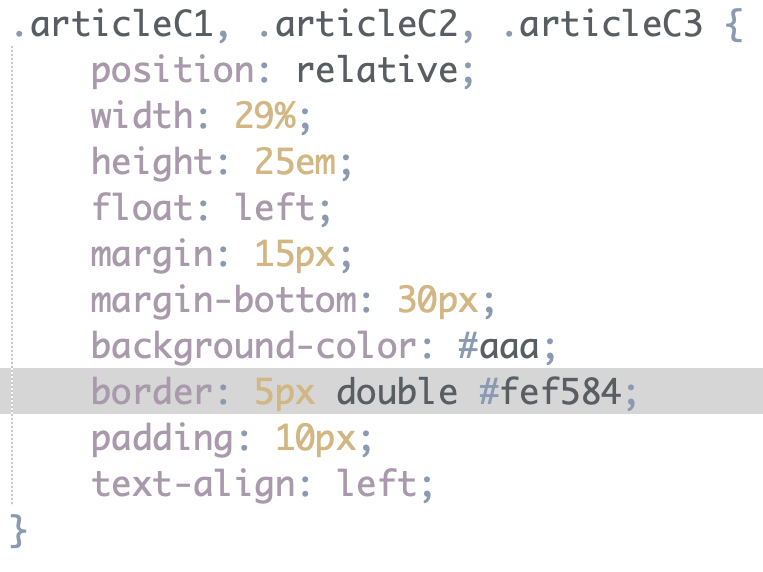 .articleC1, .articleC2, .articleC3 {
position: relative;
width: 29%;
height: 25em;
float: left;
margin: 15px;
margin-bottom: 30px;
background-color: #aaa;
border: 5px double #fef584;
padding: 10px;
text-align: left;
}